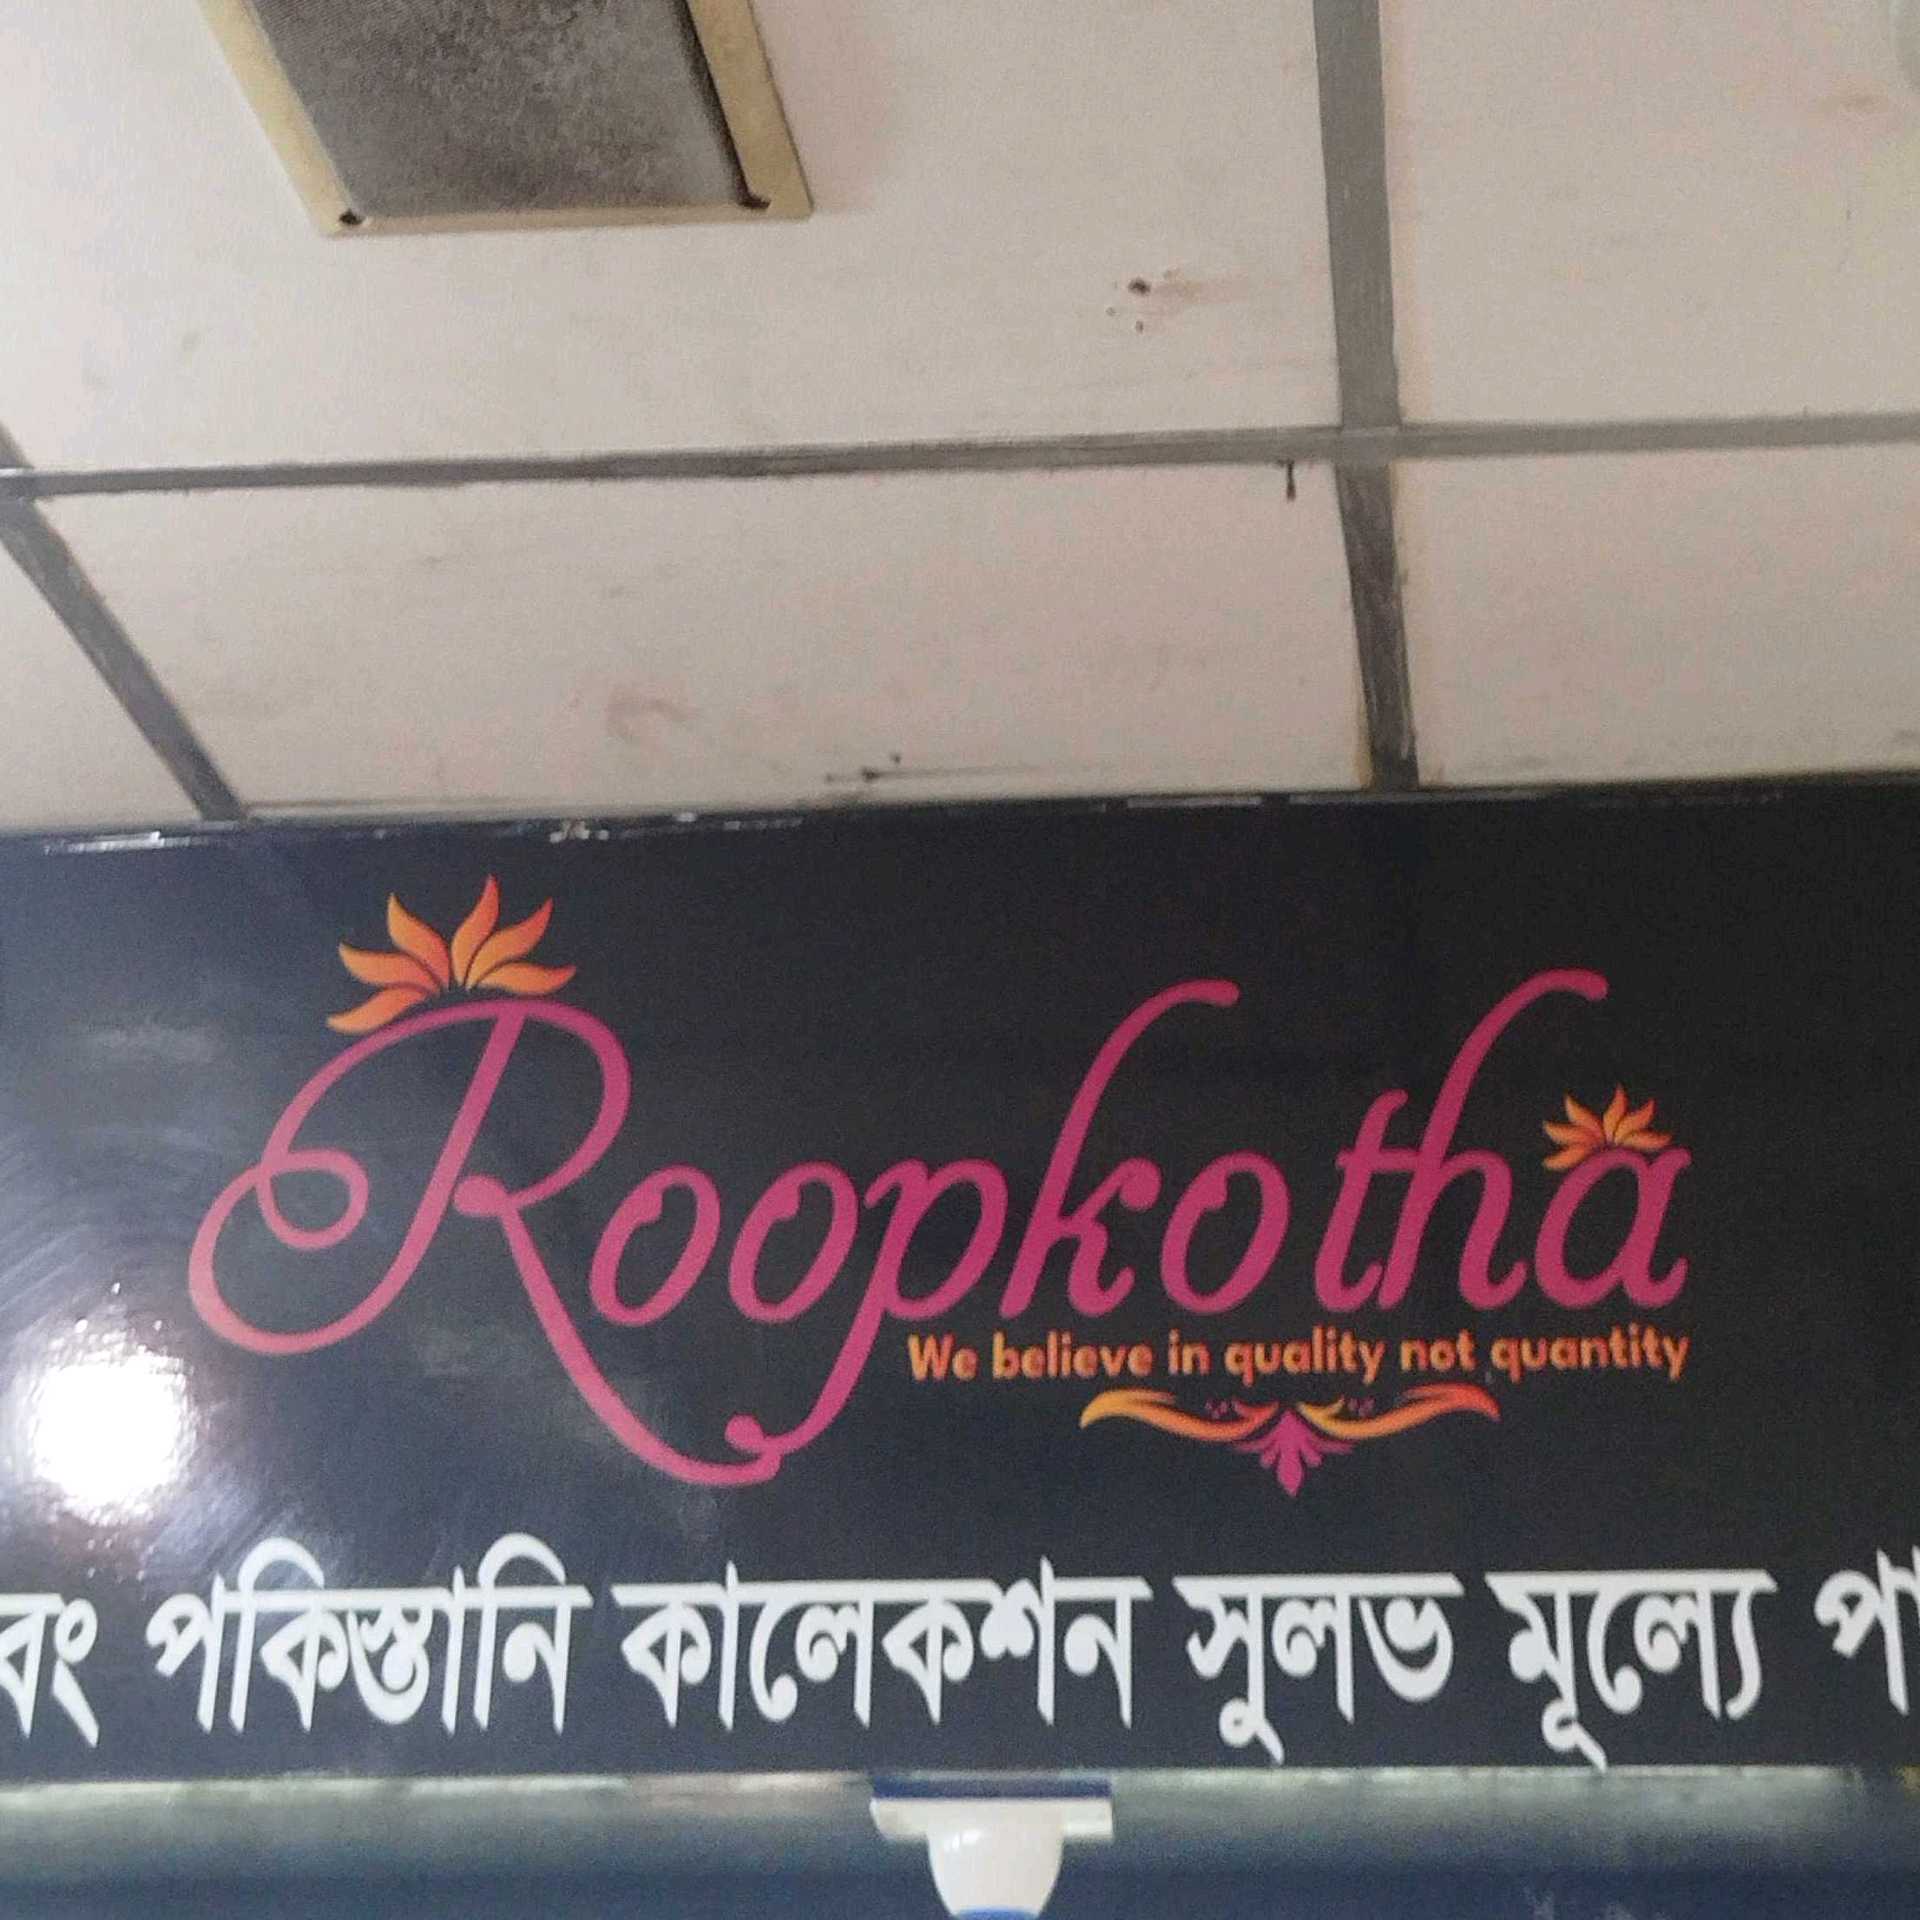 Roopkotha
We believe in quality not quantity
বং পকিস্তানি কালেকশন সুলভ মূল্যে পা